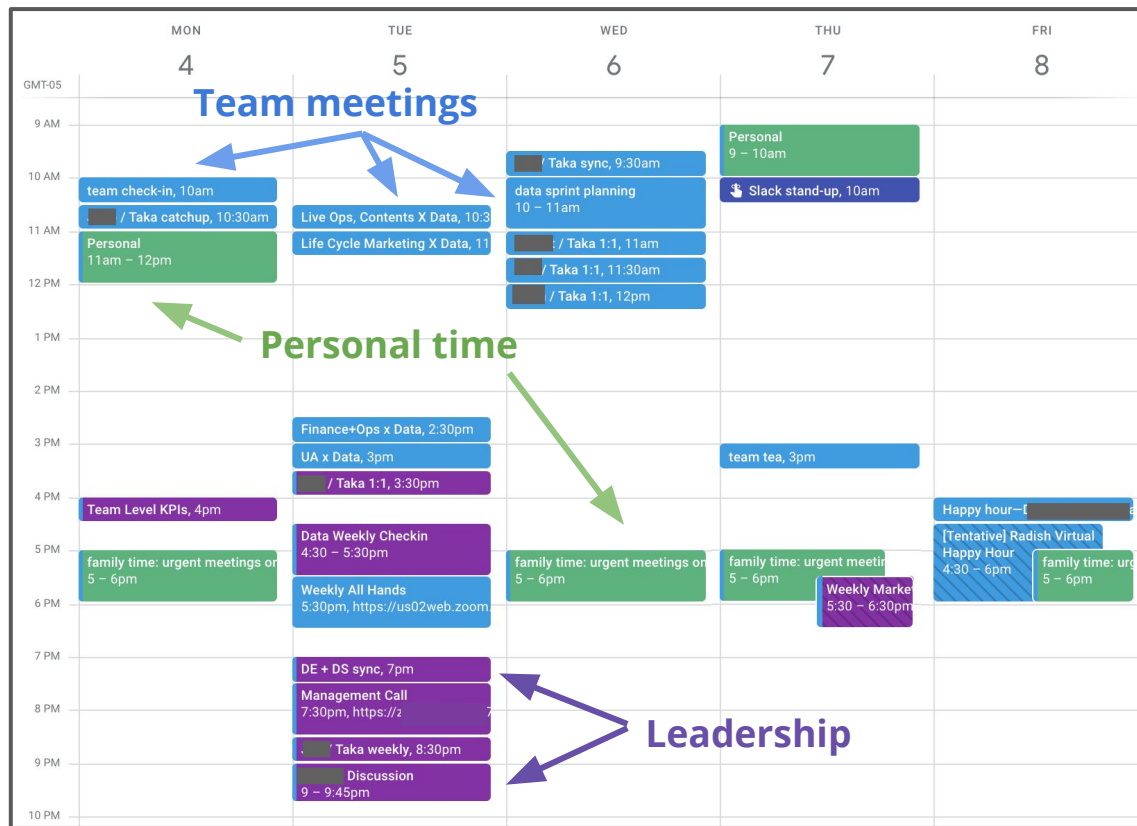 MON
TUE
WED
THU
FRI
4
5
6
7
8
GMT-05
Team meetings
9 AM
10 AM
11 AM
12 PM
1 PM
2 PM
3 PM
4 PM
5 PM
6 PM
7 PM
8 PM
9 PM
10 PM
team check-in, 10am
/ Taka catchup, 10:30am
Personal
11am – 12pm
Team Level KPIs, 4pm
family time: urgent meetings on
5 – 6pm
Live Ops, Contents X Data, 10:3
Life Cycle Marketing X Data, 11
Finance+Ops x Data, 2:30pm
UA x Data, 3pm
/ Taka 1:1, 3:30pm
Data Weekly Checkin
4:30 – 5:30pm
Weekly All Hands
5:30pm, https://us02web.zoom.
DE + DS sync, 7pm
Management Call
7:30pm, https://z
/ Taka weekly, 8:30pm
Discussion
9 – 9:45pm
/ Taka sync, 9:30am
data sprint planning
10 – 11am
/ Taka 1:1, 11am
/ Taka 1:1, 11:30am
/ Taka 1:1, 12pm
family time: urgent meetings on
5 – 6pm
Personal
9 – 10am
Slack stand-up, 10am
team tea, 3pm
family time: urgent meetin
5 – 6pm
Weekly Marke
5:30 – 6:30pm
Happy hour—
[Tentative] Radish Virtual
Happy Hour
4:30 – 6pm
family time: urg
5 – 6pm
Personal time
Leadership